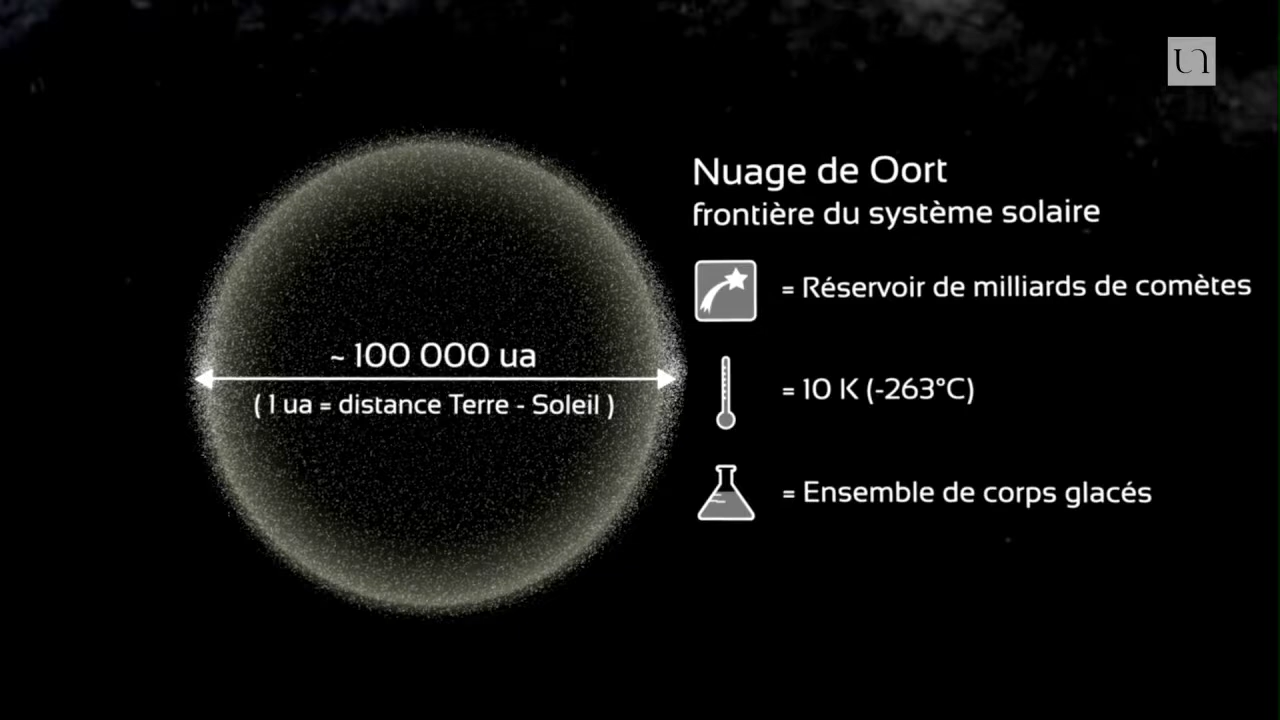 Nuage de Oort
frontière du système solaire
= Réservoir de milliards de comètes
~ 100 000 ua
( 1 ua = distance Terre - Soleil )
= 10 K (-263°C)
= Ensemble de corps glacés